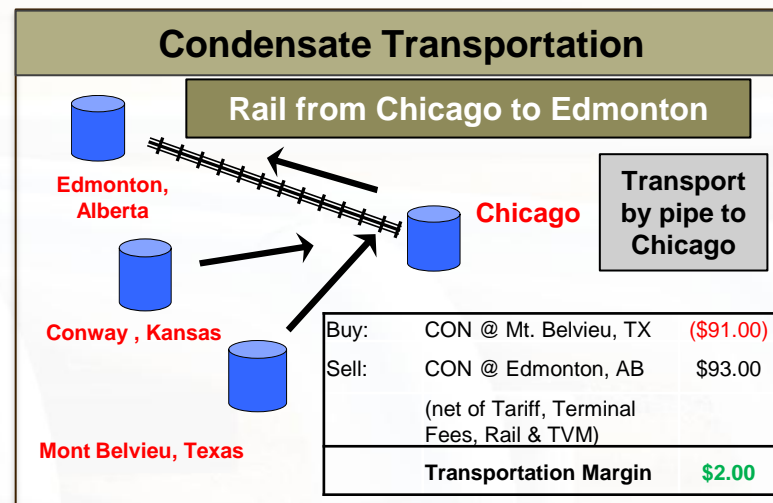 Condensate Transportation
Rail from Chicago to Edmonton
Edmonton,
Alberta
Chicago
Transport
by pipe to
Chicago
Conway , Kansas
Mont Belvieu, Texas
Buy: CON @ Mt. Belvieu, TX ($91.00)
Sell: CON @ Edmonton, AB $93.00
(net of Tariff, Terminal
Fees, Rail & TVM)
Transportation Margin $2.00